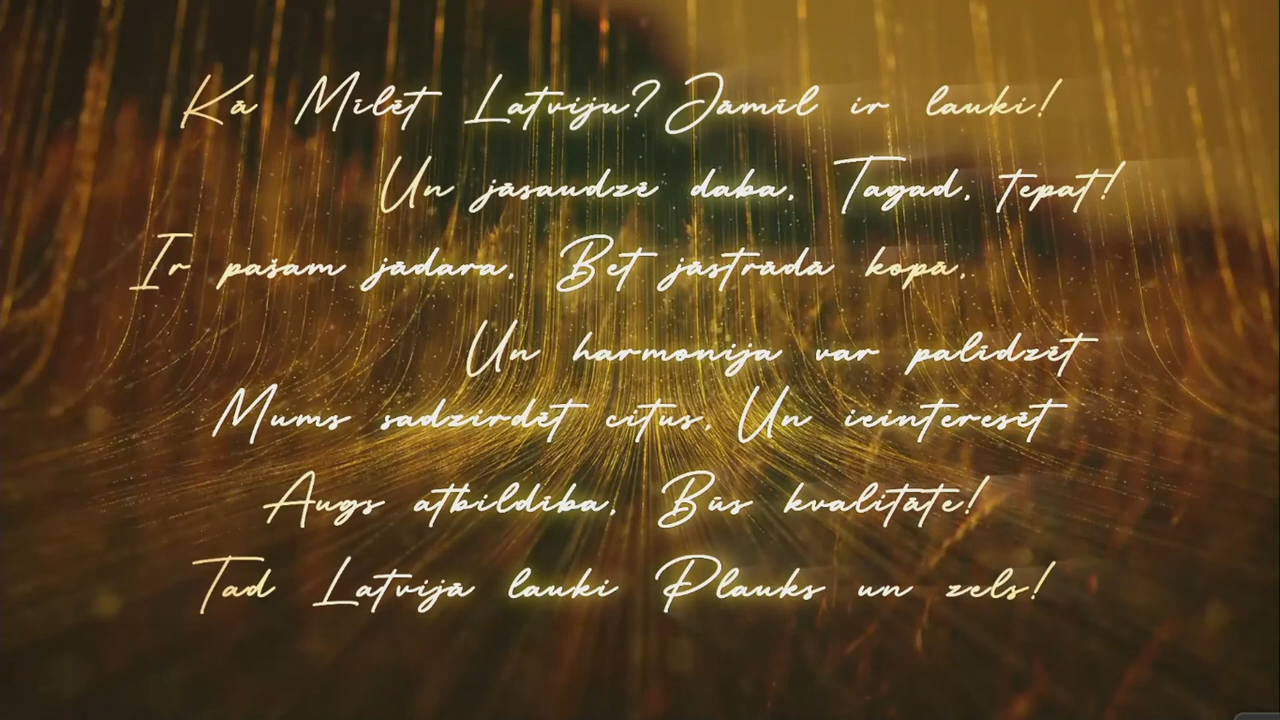 Kā Mīlēt Latviju? Jāmīl ir lauki!
Un jāsaudzē daba, Tagad, tepat!
Ir pašam jādara, Bet jāstrādā kopā,
Un harmonija var palīdzēt
Mums sadzirdēt citus, Un ieinteresēt
Augs atbildība, Būs kvalitāte!
Tad Latvijā lauki Plauks un zels!